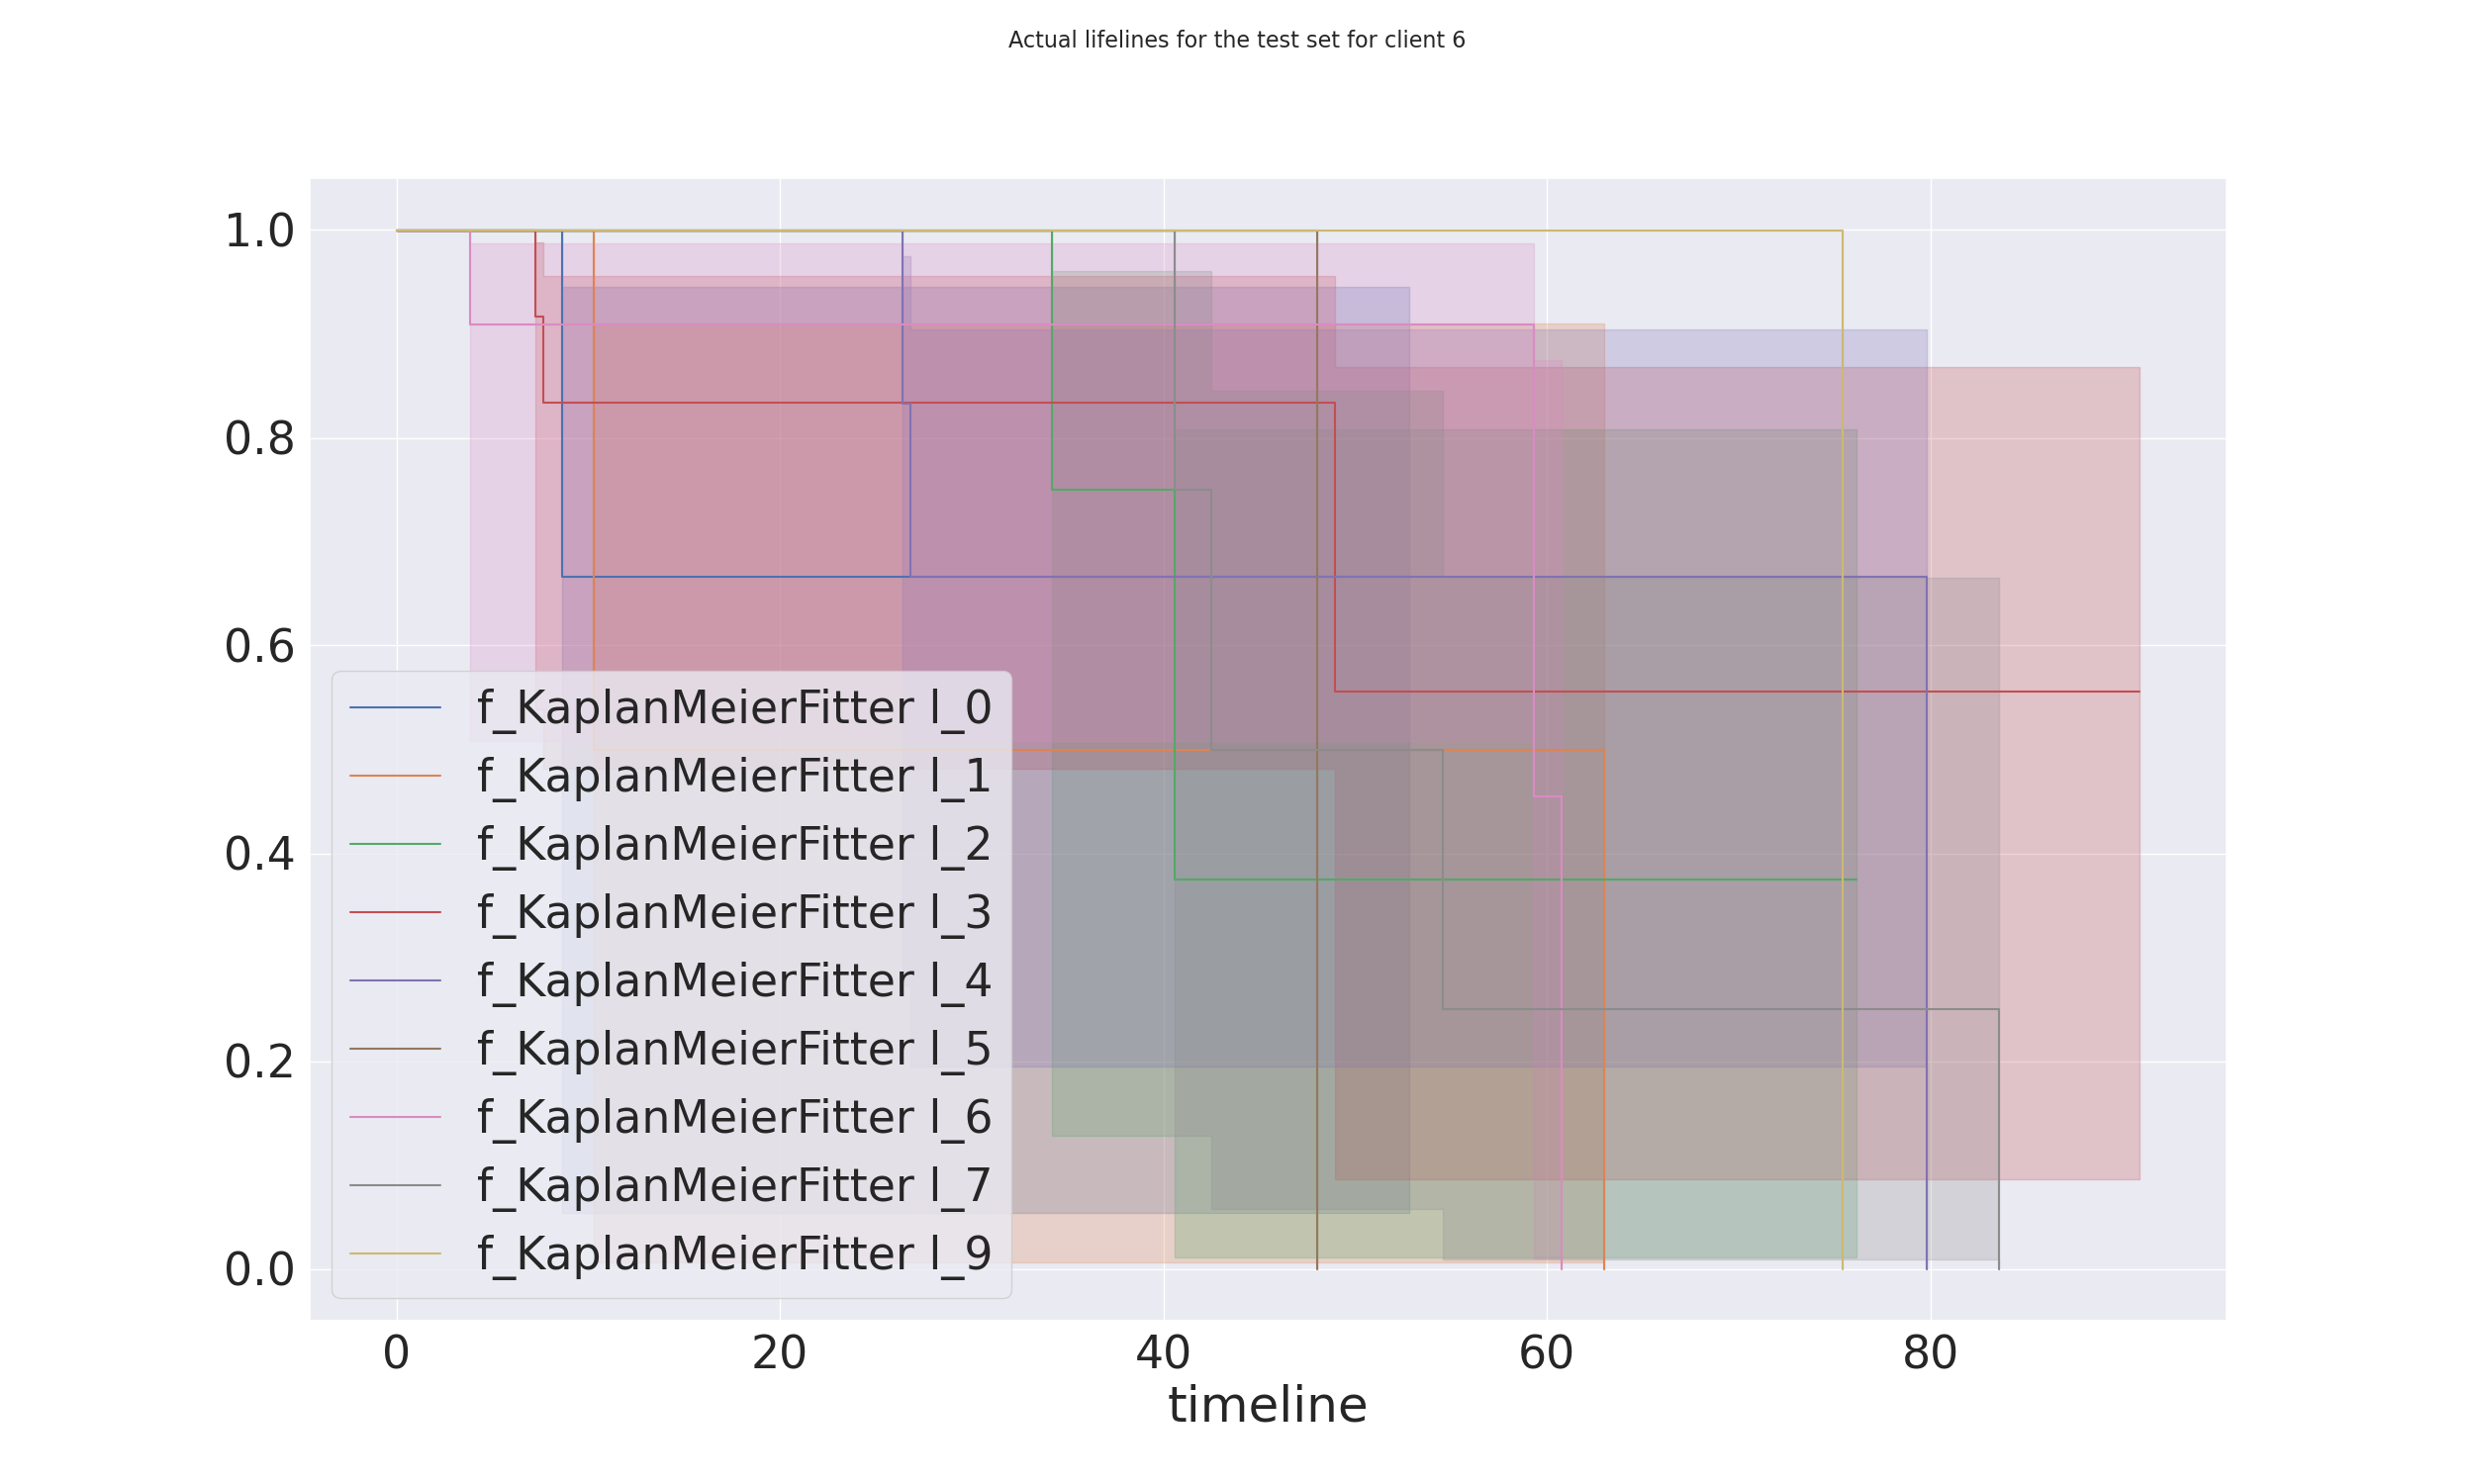 Actual lifelines for the test set for client 6
1.0
0.8
0.6
0.4
0.2
0.0
f_KaplanMeierFitter l_0
f_KaplanMeierFitter l_1
f_KaplanMeierFitter l_2
f_KaplanMeierFitter l_3
f_KaplanMeierFitter l_4
f_KaplanMeierFitter l_5
f_KaplanMeierFitter l_6
f_KaplanMeierFitter l_7
f_KaplanMeierFitter l_9
0 20 40 60 80
timeline